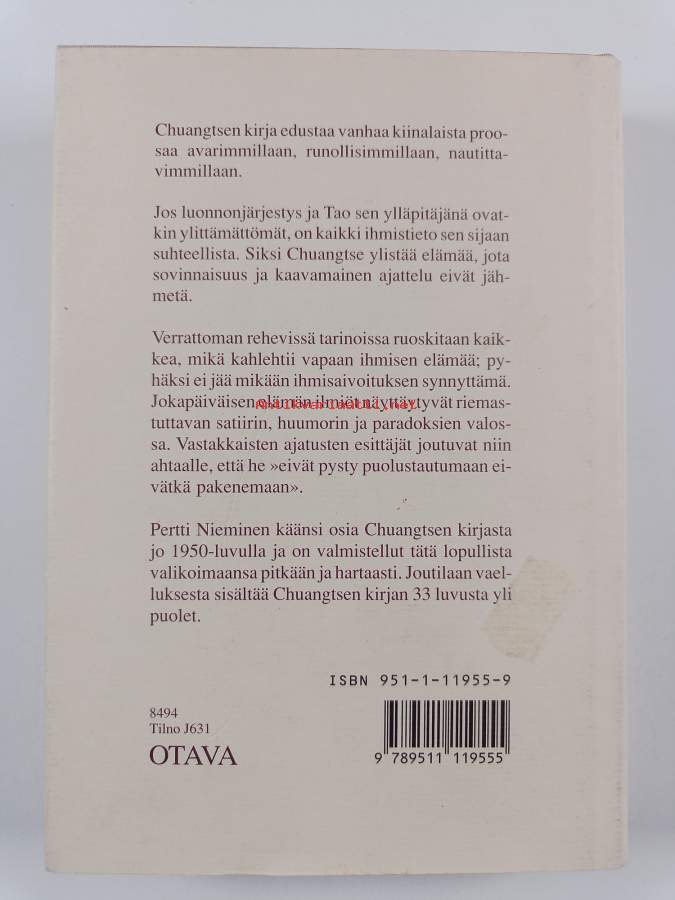 Chuangtsen kirja edustaa vanhaa kiinalaista proo-
saa avarimmillaan, runollisimmillaan, nautitta-
vimmillaan.
Jos luonnonjärjestys ja Tao sen ylläpitäjänä ovat-
kin ylittämättömät, on kaikki ihmistieto sen sijaan
suhteellista. Siksi Chuangtse ylistää elämää, jota
sovinnaisuus ja kaavamainen ajattelu eivät jäh-
metä.
Verrattoman rehevissä tarinoissa ruoskitaan kaik-
kea, mikä kahlehtii vapaan ihmisen elämää; py-
häksi ei jää mikään ihmisaivoituksen synnyttämä.
Jokapäiväisen elämän ilmiöt näyttäytyvät riemas-
Antikvariaatti.net
tuttavan satiirin, huumorin ja paradoksien valos-
sa. Vastakkaisten ajatusten esittäjät joutuvat niin
ahtaalle, että he »eivät pysty puolustautumaan ei-
vätkä pakenemaan».
Pertti Nieminen käänsi osia Chuangtsen kirjasta
jo 1950-luvulla ja on valmistellut tätä lopullista
valikoimaansa pitkään ja hartaasti. Joutilaan vael-
luksesta sisältää Chuangtsen kirjan 33 luvusta yli
puolet.
ISBN 951-1-11955-9
8494
Tilno J631
OTAVA
9 789511 119555